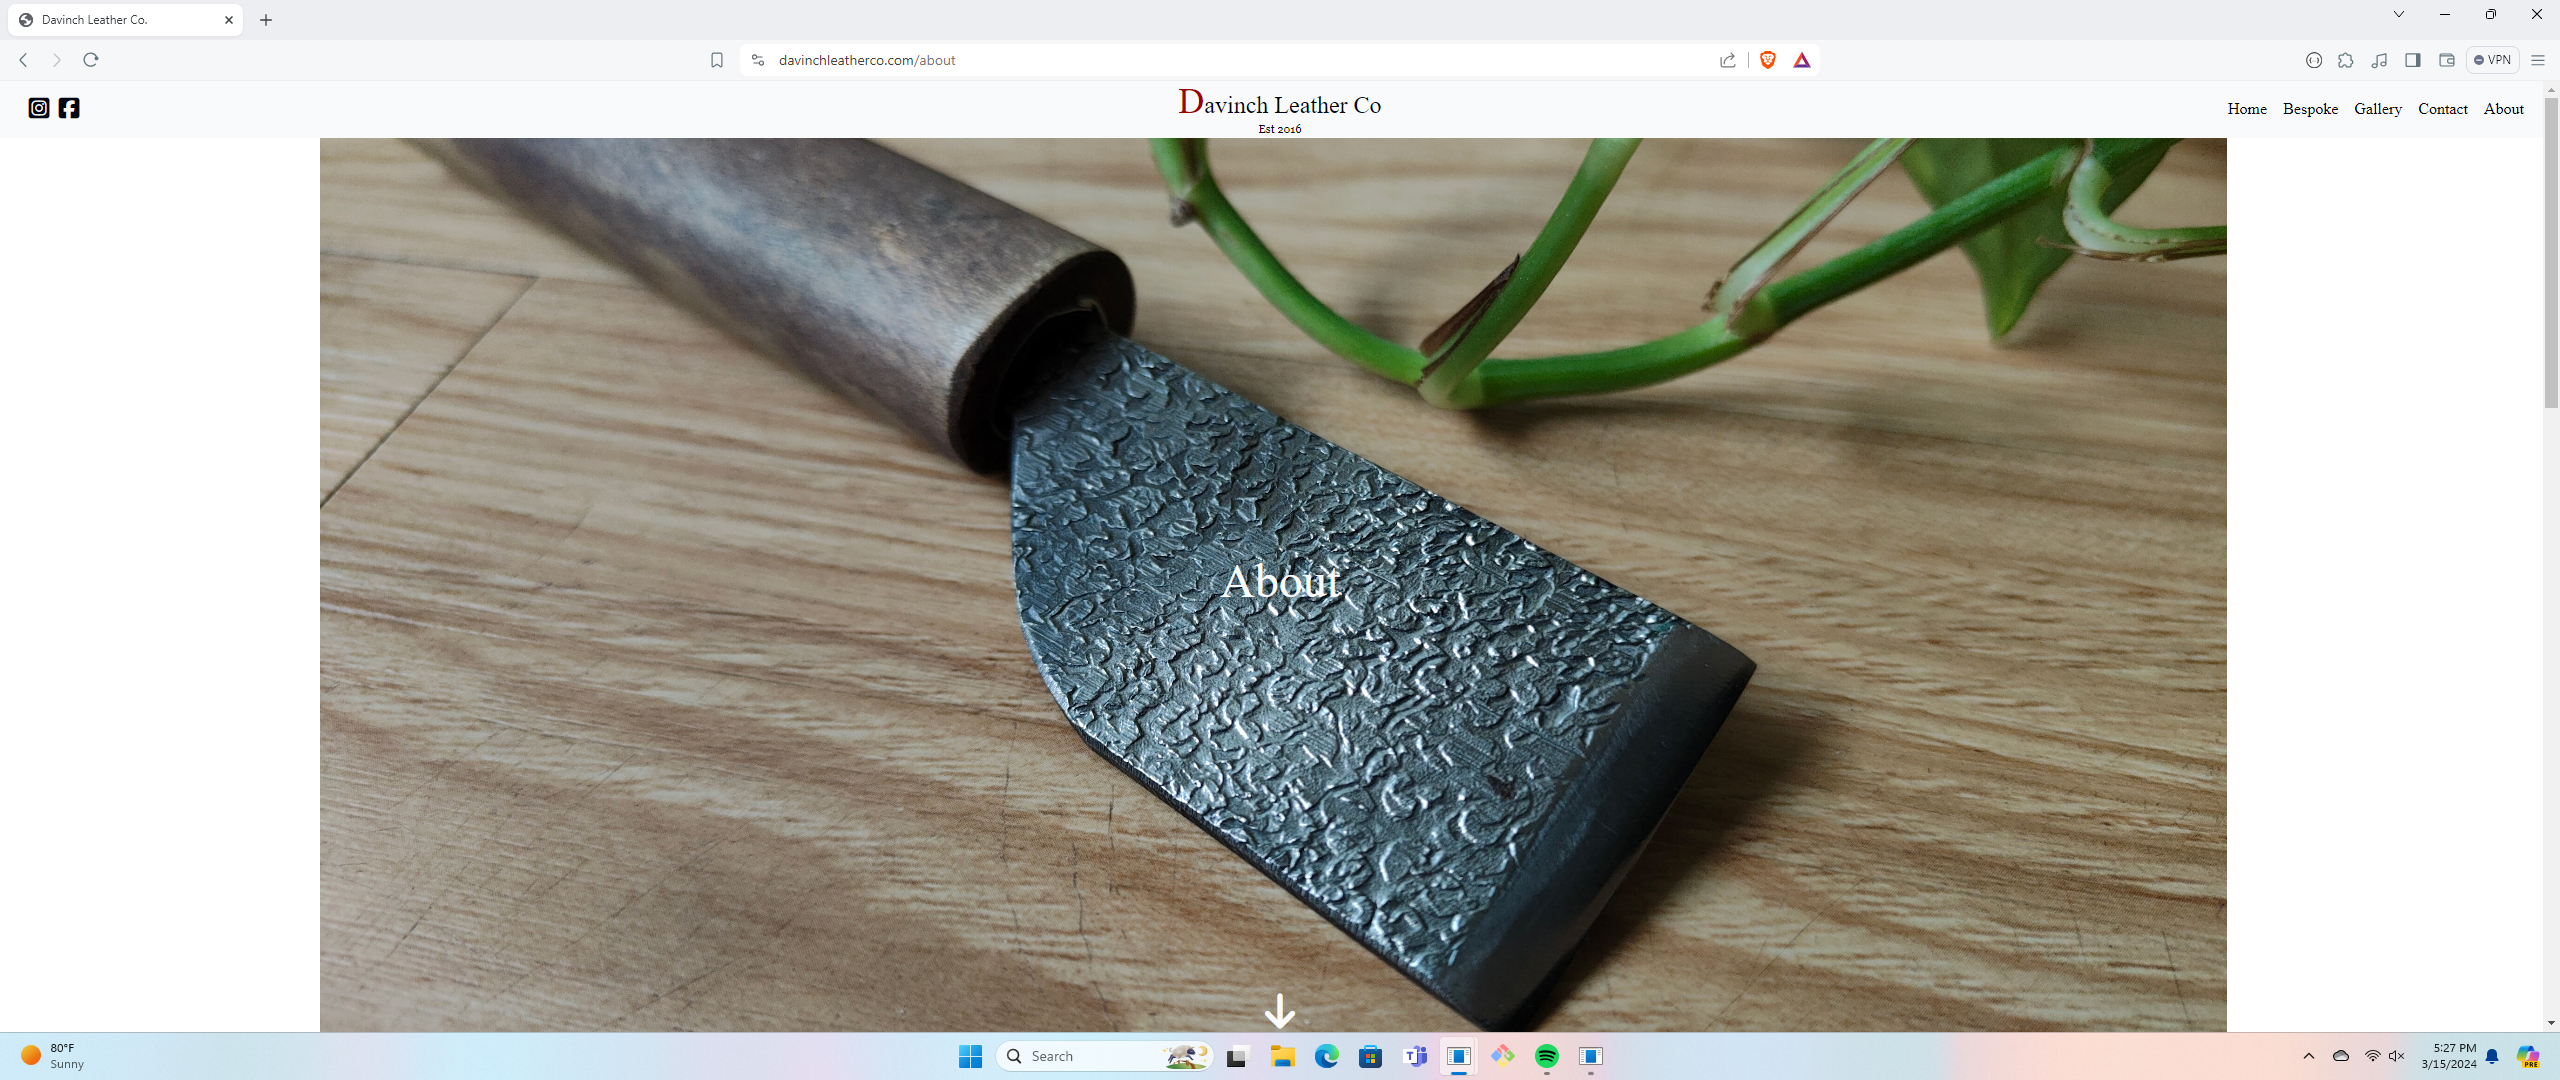 Davinch Leather Co.
davinchleatherco.com/about
VPN
Davinch Leather Co
Est 2016
Home Bespoke Gallery Contact About
About
80°F
Sunny
Search
5:27 PM
3/15/2024
PRE